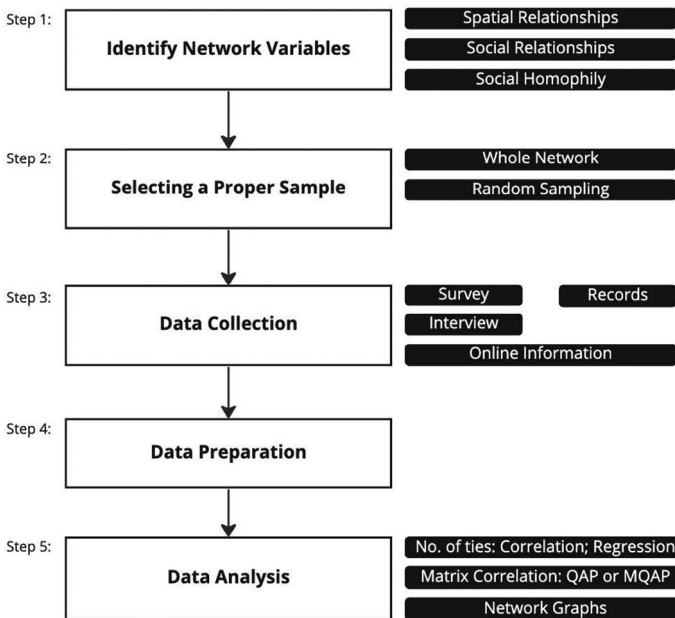 Step 1:
Identify Network Variables
Spatial Relationships
Social Relationships
Social Homophily
Step 2:
Selecting a Proper Sample
Whole Network
Random Sampling
Step 3:
Data Collection
Survey
Records
Interview
Online Information
Step 4:
Data Preparation
Step 5:
Data Analysis
No. of ties: Correlation; Regression
Matrix Correlation: QAP or MQAP
Network Graphs